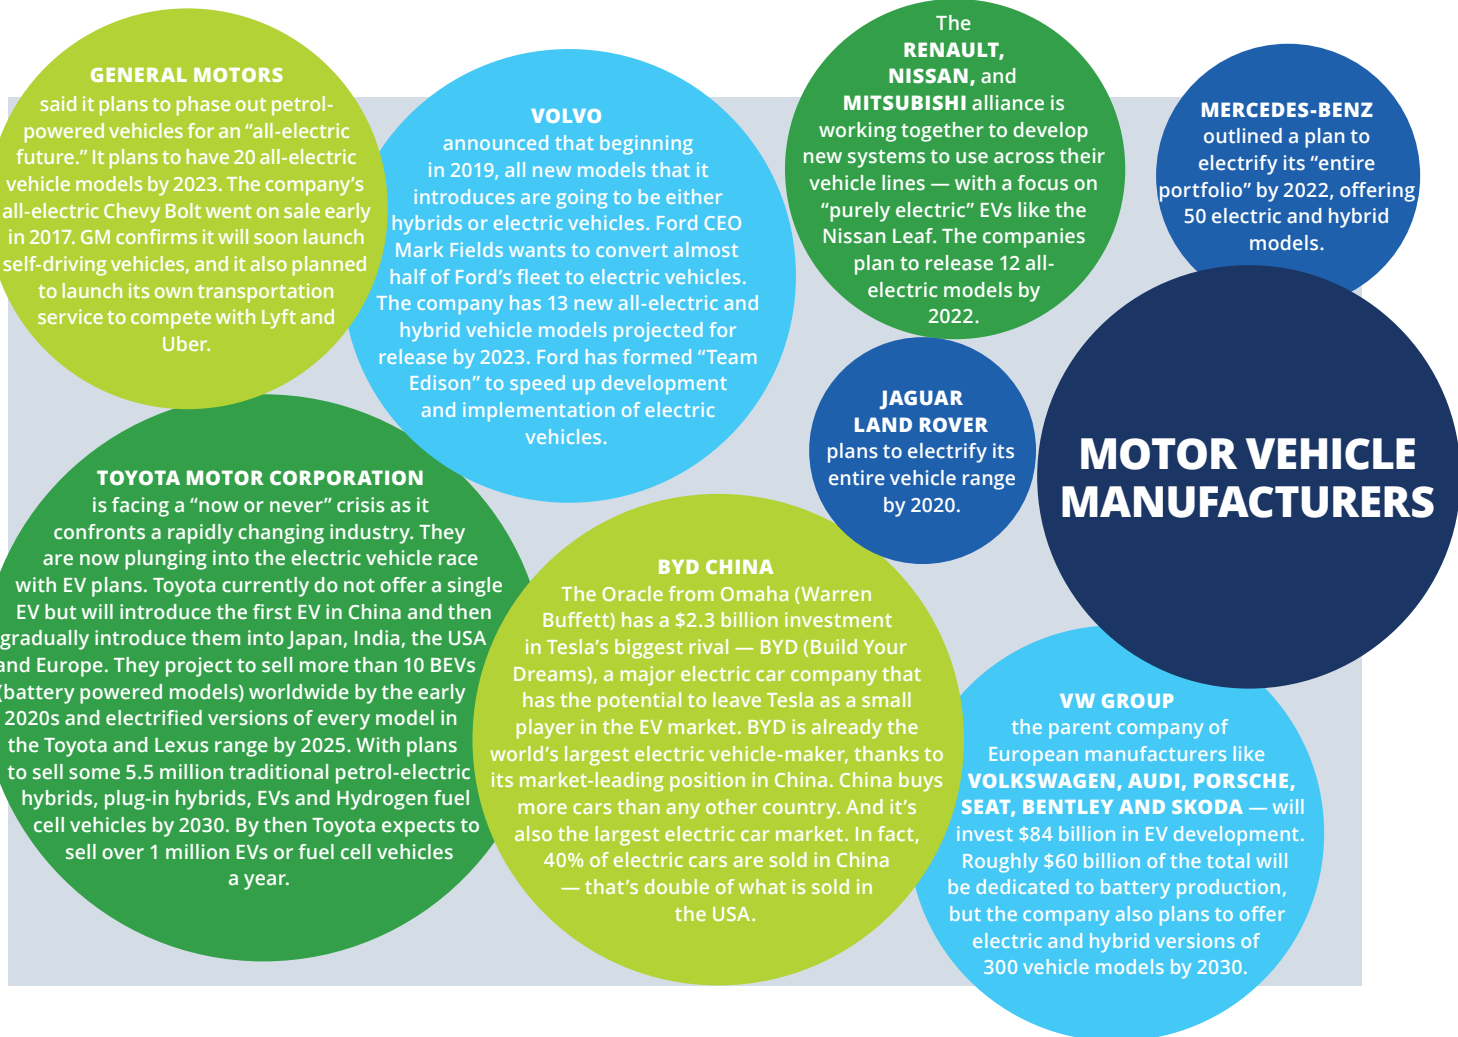 GENERAL MOTORS
said it plans to phase out petrol-
powered vehicles for an “all-electric
future.” It plans to have 20 all-electric
vehicle models by 2023. The company’s
all-electric Chevy Bolt went on sale early
in 2017. GM confirms it will soon launch
self-driving vehicles, and it also planned
to launch its own transportation
service to compete with Lyft and
Uber.
VOLVO
announced that beginning
in 2019, all new models that it
introduces are going to be either
hybrids or electric vehicles. Ford CEO
Mark Fields wants to convert almost
half of Ford’s fleet to electric vehicles.
The company has 13 new all-electric and
hybrid vehicle models projected for
release by 2023. Ford has formed “Team
Edison” to speed up development
and implementation of electric
vehicles.
The
RENAULT,
NISSAN, and
MITSUBISHI alliance is
working together to develop
new systems to use across their
vehicle lines — with a focus on
“purely electric” EVs like the
Nissan Leaf. The companies
plan to release 12 all-
electric models by
2022.
MERCEDES-BENZ
outlined a plan to
electrify its “entire
portfolio” by 2022, offering
50 electric and hybrid
models.
JAGUAR
LAND ROVER
plans to electrify its
entire vehicle range
by 2020.
MOTOR VEHICLE
MANUFACTURERS
TOYOTA MOTOR CORPORATION
is facing a “now or never” crisis as it
confronts a rapidly changing industry. They
are now plunging into the electric vehicle race
with EV plans. Toyota currently do not offer a single
EV but will introduce the first EV in China and then
gradually introduce them into Japan, India, the USA
and Europe. They project to sell more than 10 BEVs
(battery powered models) worldwide by the early
2020s and electrified versions of every model in
the Toyota and Lexus range by 2025. With plans
to sell some 5.5 million traditional petrol-electric
hybrids, plug-in hybrids, EVs and Hydrogen fuel
cell vehicles by 2030. By then Toyota expects to
sell over 1 million EVs or fuel cell vehicles
a year.
BYD CHINA
The Oracle from Omaha (Warren
Buffett) has a $2.3 billion investment
in Tesla’s biggest rival — BYD (Build Your
Dreams), a major electric car company that
has the potential to leave Tesla as a small
player in the EV market. BYD is already the
world’s largest electric vehicle-maker, thanks to
its market-leading position in China. China buys
more cars than any other country. And it’s
also the largest electric car market. In fact,
40% of electric cars are sold in China
— that’s double of what is sold in
the USA.
VW GROUP
the parent company of
European manufacturers like
VOLKSWAGEN, AUDI, PORSCHE,
SEAT, BENTLEY AND SKODA — will
invest $84 billion in EV development.
Roughly $60 billion of the total will
be dedicated to battery production,
but the company also plans to offer
electric and hybrid versions of
300 vehicle models by 2030.